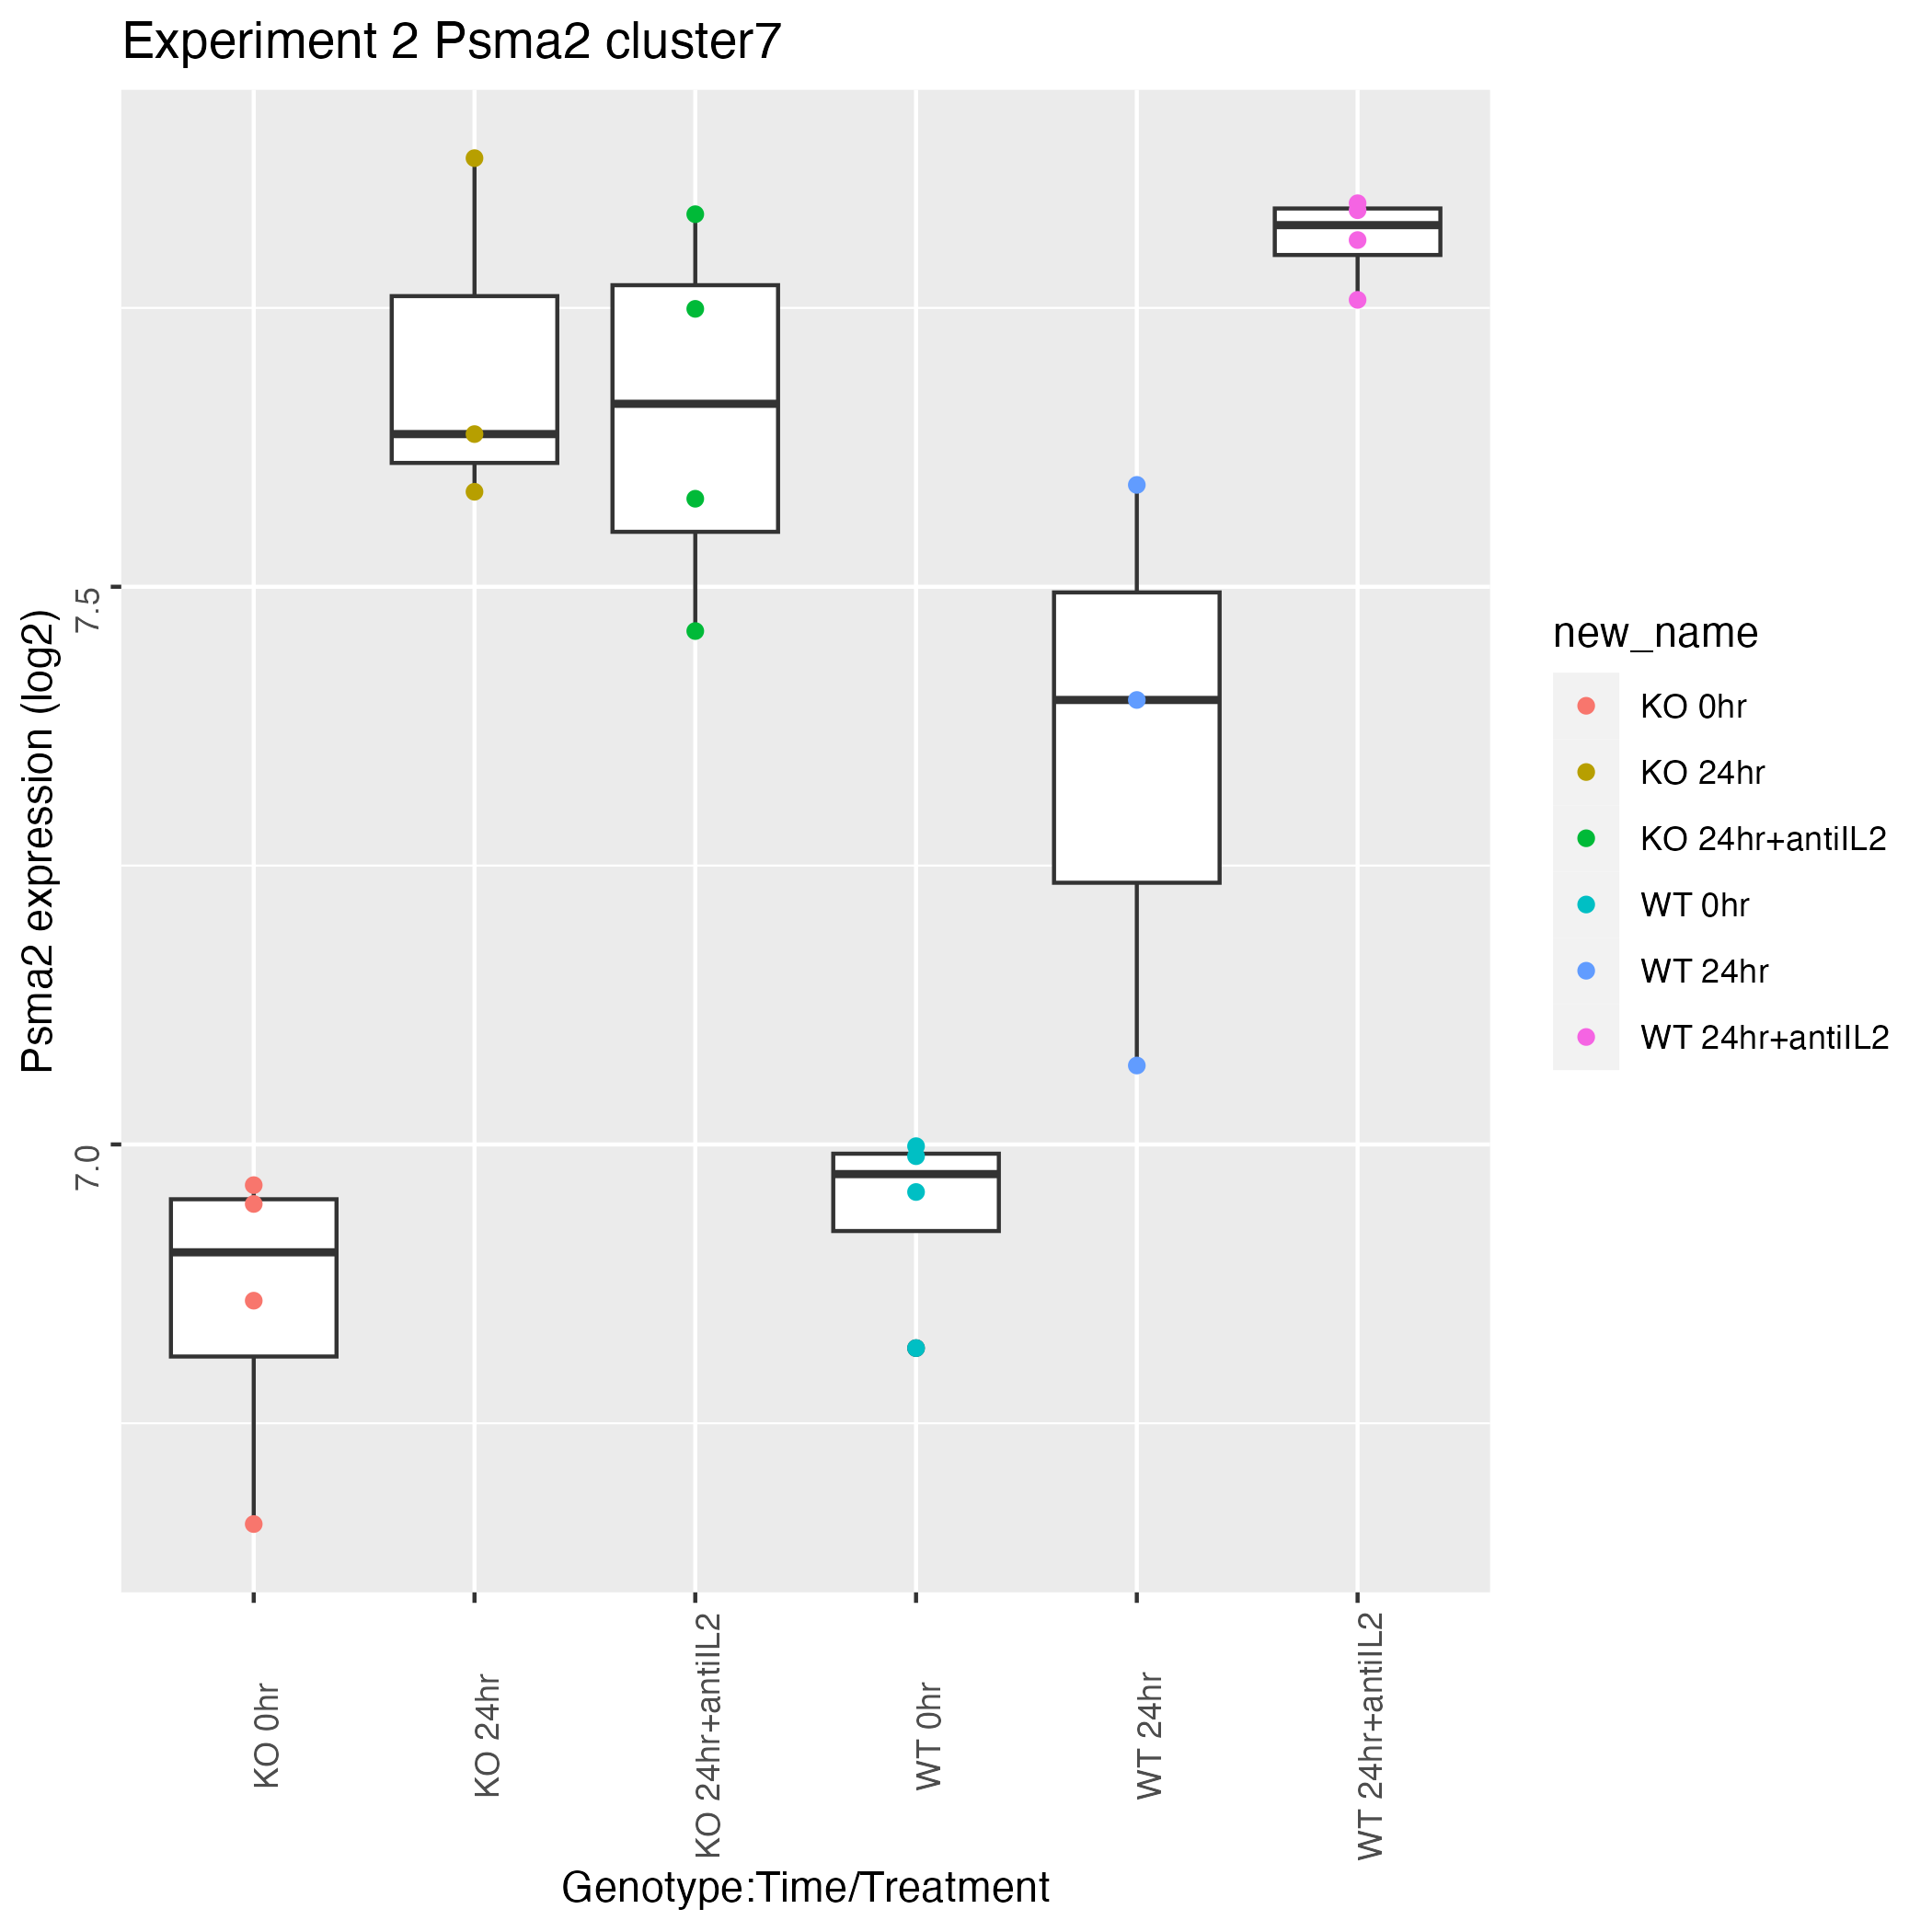 Experiment 2 Psma2 cluster7
Psma2 expression (log2)
7.5
7.0
KO 0hr
KO 24hr
KO 24hr+antiIL2
WT 0hr
WT 24hr
WT 24hr+antiIL2
Genotype:Time/Treatment
new_name
KO 0hr
KO 24hr
KO 24hr+antiIL2
WT 0hr
WT 24hr
WT 24hr+antiIL2